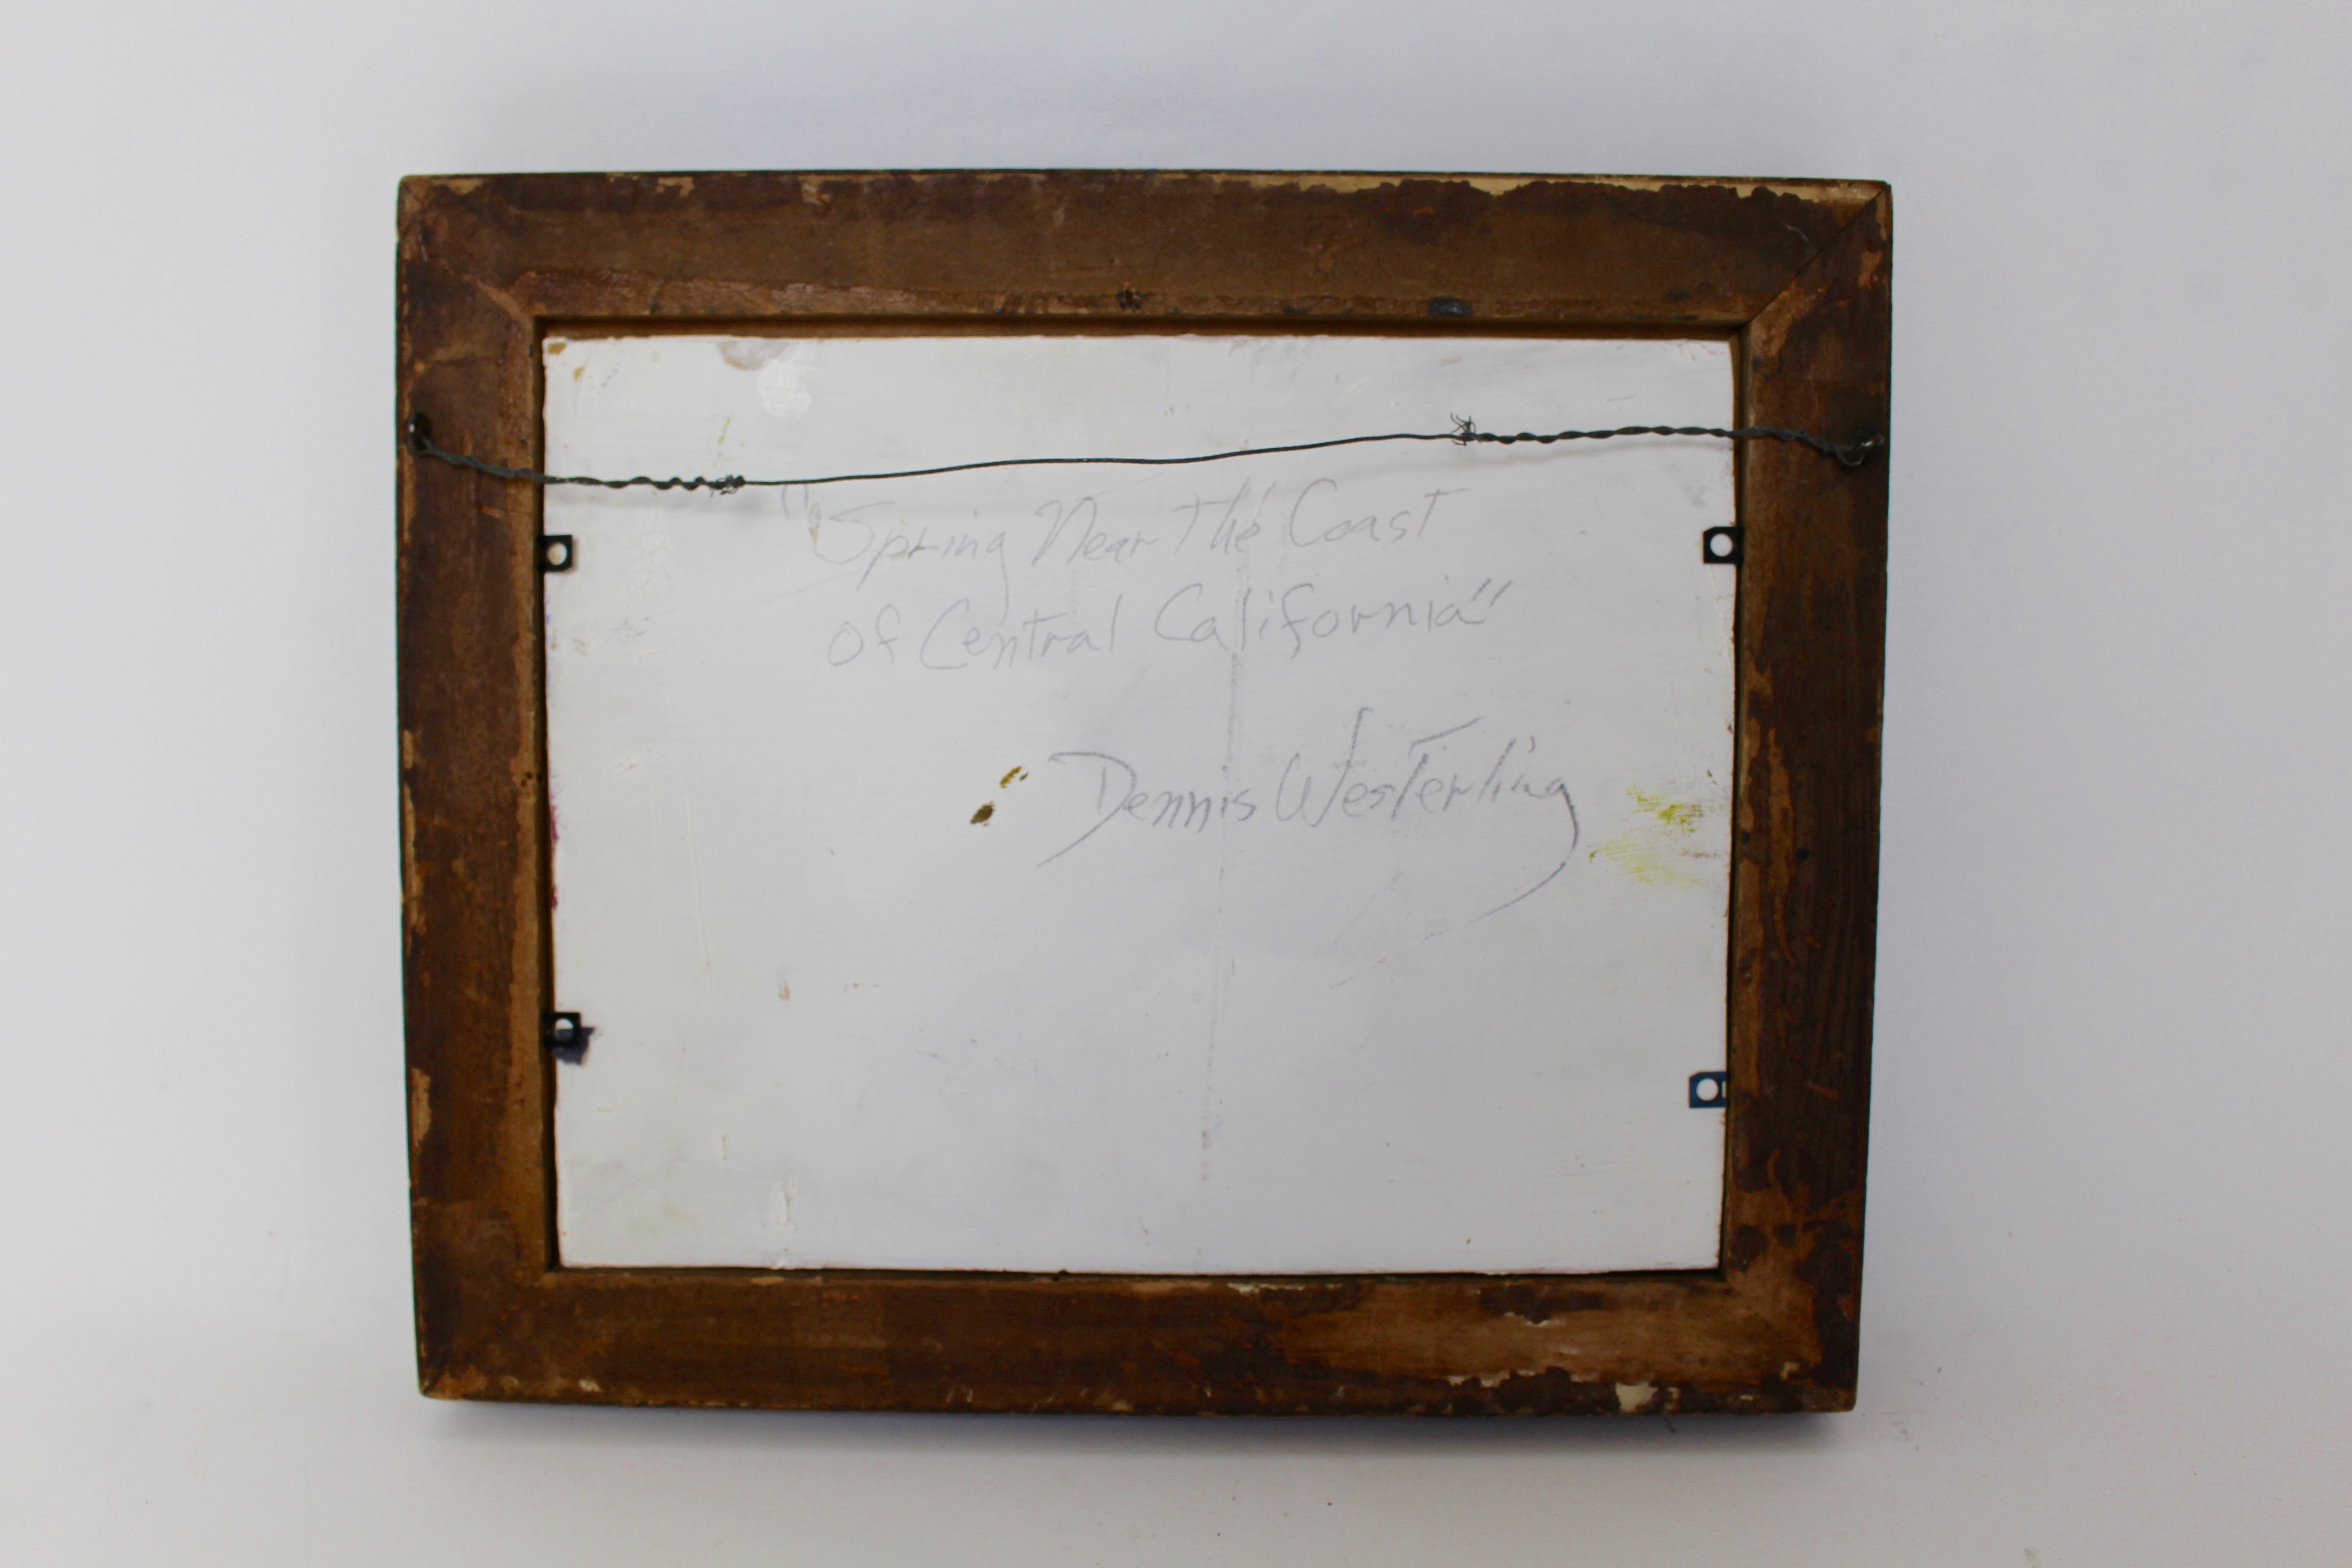 "Spring Near The Coast
of Central California"
Dennis Westerling